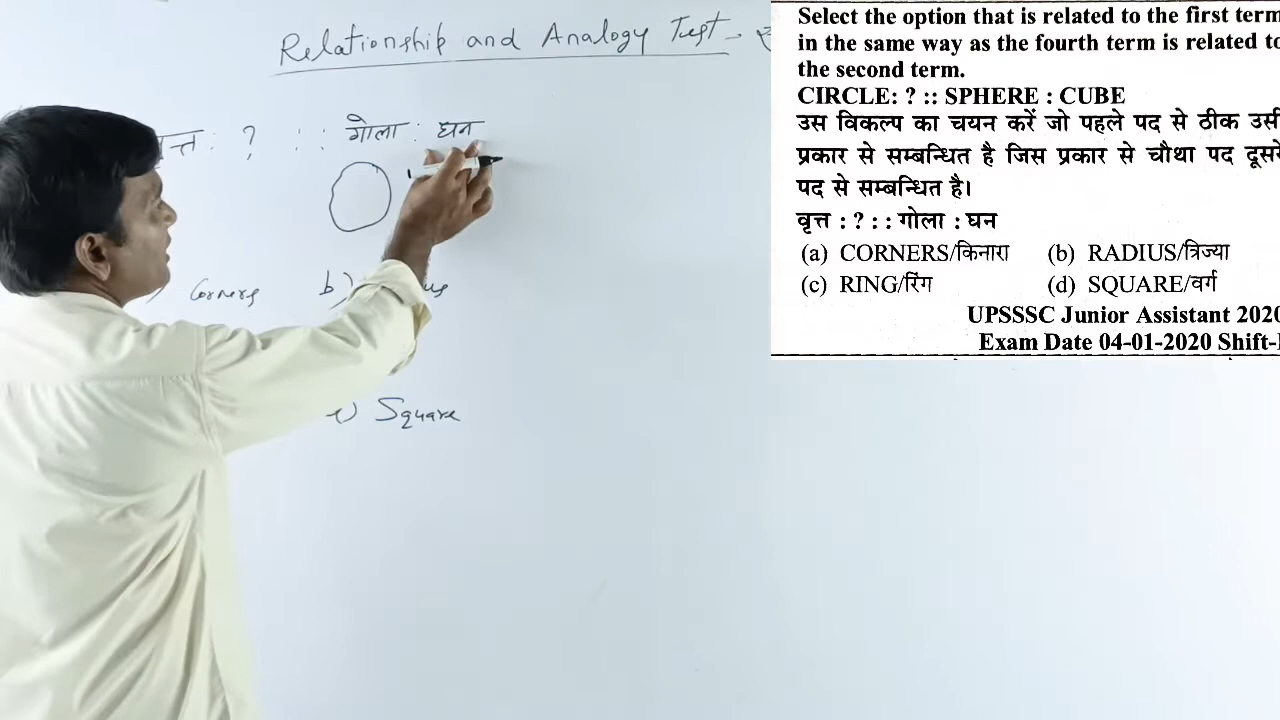 Relationship and Analogy Test -
: ? : : गोला : घन
Corners b)
Square
Select the option that is related to the first term
in the same way as the fourth term is related to
the second term.
CIRCLE: ? :: SPHERE : CUBE
उस विकल्प का चयन करें जो पहले पद से ठीक उसी
प्रकार से सम्बन्धित है जिस प्रकार से चौथा पद दूसरे
पद से सम्बन्धित है।
वृत्त : ? : : गोला : घन
(a) CORNERS/किनारा (b) RADIUS/त्रिज्या
(c) RING/रिंग (d) SQUARE/वर्ग
UPSSSC Junior Assistant 2020
Exam Date 04-01-2020 Shift-